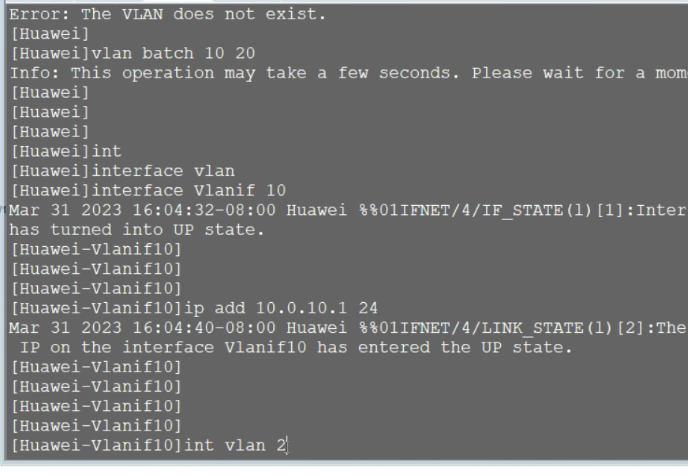 Error: The VLAN does not exist.
[Huawei]
[Huawei]vlan batch 10 20
Info: This operation may take a few seconds. Please wait for a mom
[Huawei]
[Huawei]
[Huawei]
[Huawei]int
[Huawei]interface vlan
[Huawei]interface Vlanif 10
Mar 31 2023 16:04:32-08:00 Huawei %%01IFNET/4/IF_STATE(l)[1]:Inter
has turned into UP state.
[Huawei-Vlanif10]
[Huawei-Vlanif10]
[Huawei-Vlanif10]
[Huawei-Vlanif10]ip add 10.0.10.1 24
Mar 31 2023 16:04:40-08:00 Huawei %%01IFNET/4/LINK_STATE(l)[2]:The
IP on the interface Vlanif10 has entered the UP state.
[Huawei-Vlanif10]
[Huawei-Vlanif10]
[Huawei-Vlanif10]
[Huawei-Vlanif10]
[Huawei-Vlanif10]int vlan 2